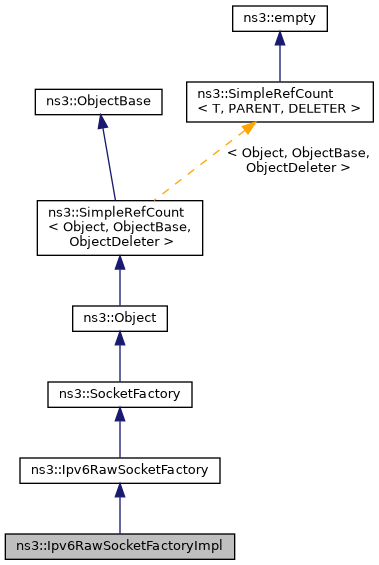 ns3::empty
ns3::ObjectBase
ns3::SimpleRefCount
< T, PARENT, DELETER >
< Object, ObjectBase,
ObjectDeleter >
ns3::SimpleRefCount
< Object, ObjectBase,
ObjectDeleter >
ns3::Object
ns3::SocketFactory
ns3::Ipv6RawSocketFactory
ns3::Ipv6RawSocketFactoryImpl